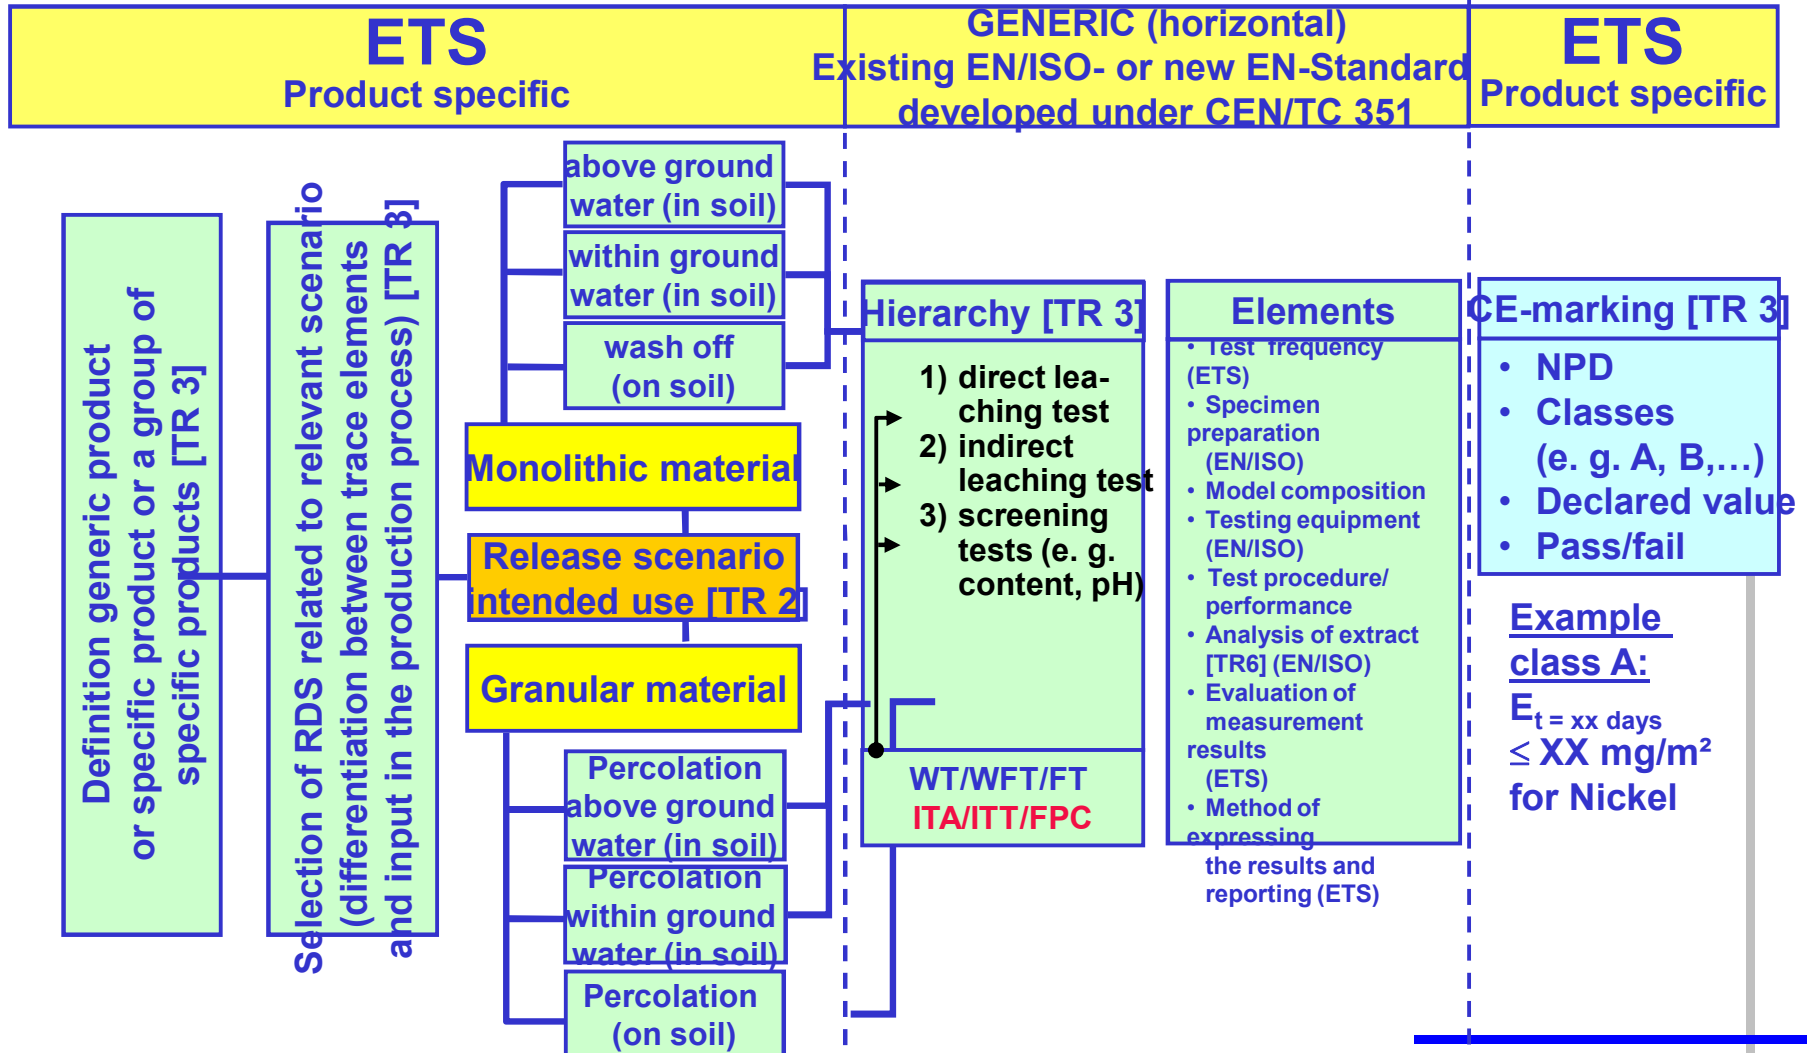 ETS
Product specific
GENERIC (horizontal)
Existing EN/ISO- or new EN-Standard
developed under CEN/TC 351
ETS
Product specific
Definition generic product
or specific product or a group of
specific products [TR 3]
Selection of RDS related to relevant scenario
(differentiation between trace elements
and input in the production process) [TR 3]
above ground
water (in soil)
within ground
water (in soil)
wash off
(on soil)
Monolithic material
Release scenario
intended use [TR 2]
Granular material
Percolation
above ground
water (in soil)
Percolation
within ground
water (in soil)
Percolation
(on soil)
Hierarchy [TR 3]
1) direct lea-
ching test
2) indirect
leaching test
3) screening
tests (e. g.
content, pH)
WT/WFT/FT
ITA/ITT/FPC
Elements
• Test frequency
(ETS)
• Specimen
preparation
(EN/ISO)
• Model composition
• Testing equipment
(EN/ISO)
• Test procedure/
performance
• Analysis of extract
[TR6] (EN/ISO)
• Evaluation of
measurement
results
(ETS)
• Method of
expressing
the results and
reporting (ETS)
CE-marking [TR 3]
• NPD
• Classes
(e. g. A, B,…)
• Declared value
• Pass/fail
Example
class A:
E t = xx days
≤ XX mg/m²
for Nickel